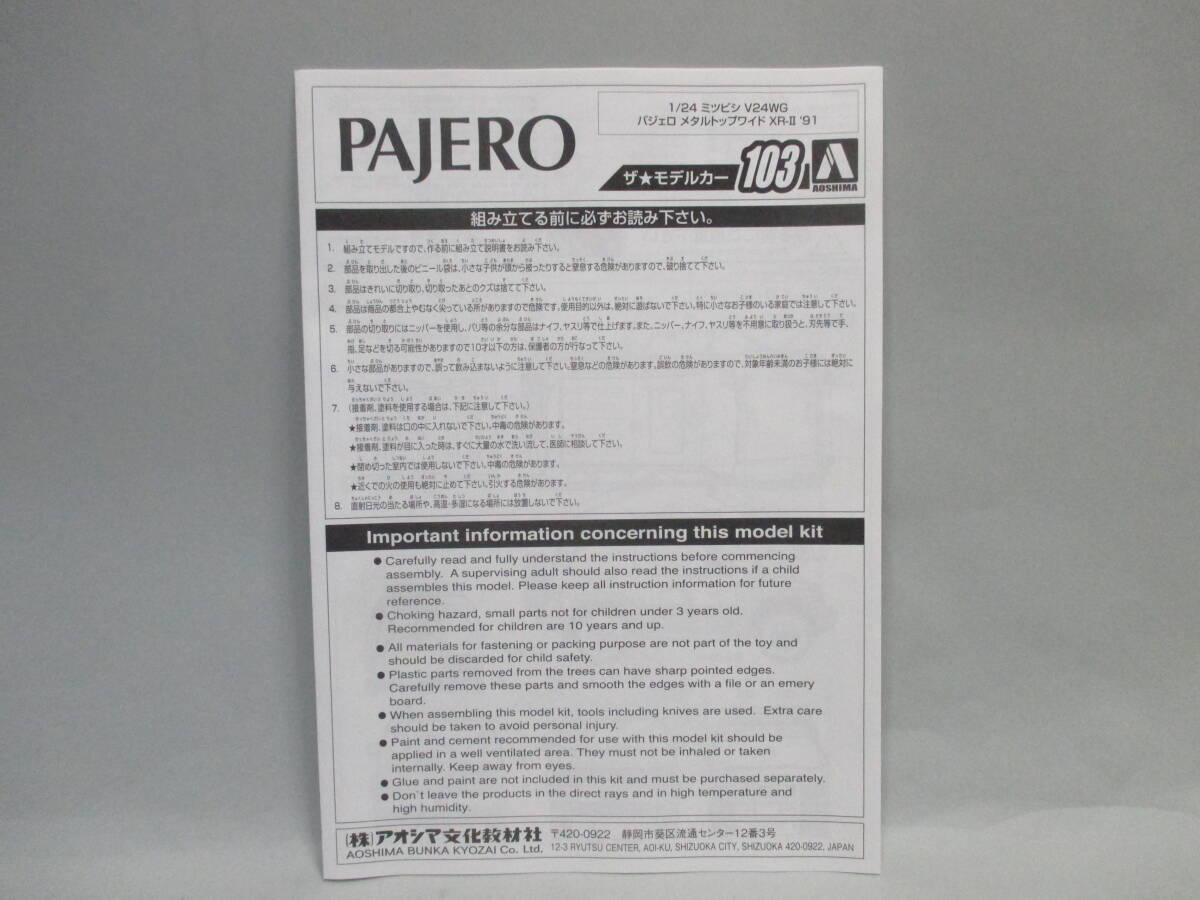 PAJERO
1/24 ミツビシ V24WG
パジェロ メタルトップワイド XR-II '91
ザ★モデルカー 103
AOSHIMA
組み立てる前に必ずお読み下さい。
1. 組み立てモデルですので、作る前に組み立て説明書をお読み下さい。
2. 部品を取り出した後のビニール袋は、小さな子供が頭から被ったりすると窒息する危険がありますので、破り捨てて下さい。
3. 部品はきれいに切り取り、切り取ったあとのクズは捨てて下さい。
4. 部品は商品の都合上やむなく尖っている所がありますので危険です。使用目的以外は、絶対に遊ばないで下さい。特に小さなお子様のいる家庭では注意して下さい。
5. 部品の切り取りにはニッパーを使用し、バリ等の余分な部品はナイフ、ヤスリ等で仕上げます。また、ニッパー、ナイフ、ヤスリ等を不用意に取り扱うと、刃先等で手、
指、足などを切る可能性がありますので10才以下の方は、保護者の方が行なって下さい。
6. 小さな部品がありますので、誤って飲み込まないように注意して下さい。窒息などの危険があります。誤飲の危険がありますので、対象年齢未満のお子様には絶対に
与えないで下さい。
7. (接着剤、塗料を使用する場合は、下記に注意して下さい。)
★接着剤、塗料は口の中に入れないで下さい。中毒の危険があります。
★接着剤、塗料が目に入った時は、すぐに大量の水で洗い流して、医師に相談して下さい。
★閉め切った室内では使用しないで下さい。中毒の危険があります。
★近くでの火の使用も絶対に止めて下さい。引火する危険があります。
8. 直射日光の当たる場所や、高温・多湿になる場所には放置しないで下さい。
Important information concerning this model kit
● Carefully read and fully understand the instructions before commencing
assembly. A supervising adult should also read the instructions if a child
assembles this model. Please keep all instruction information for future
reference.
● Choking hazard, small parts not for children under 3 years old.
Recommended for children are 10 years and up.
● All materials for fastening or packing purpose are not part of the toy and
should be discarded for child safety.
● Plastic parts removed from the trees can have sharp pointed edges.
Carefully remove these parts and smooth the edges with a file or an emery
board.
● When assembling this model kit, tools including knives are used. Extra care
should be taken to avoid personal injury.
● Paint and cement recommended for use with this model kit should be
applied in a well ventilated area. They must not be inhaled or taken
internally. Keep away from eyes.
● Glue and paint are not included in this kit and must be purchased separately.
● Don`t leave the products in the direct rays and in high temperature and
high humidity.
(株)アオシマ文化教材社 〒420-0922 静岡市葵区流通センター12番3号
AOSHIMA BUNKA KYOZAI Co. Ltd. 12-3 RYUTSU CENTER, AOI-KU, SHIZUOKA CITY, SHIZUOKA 420-0922, JAPAN